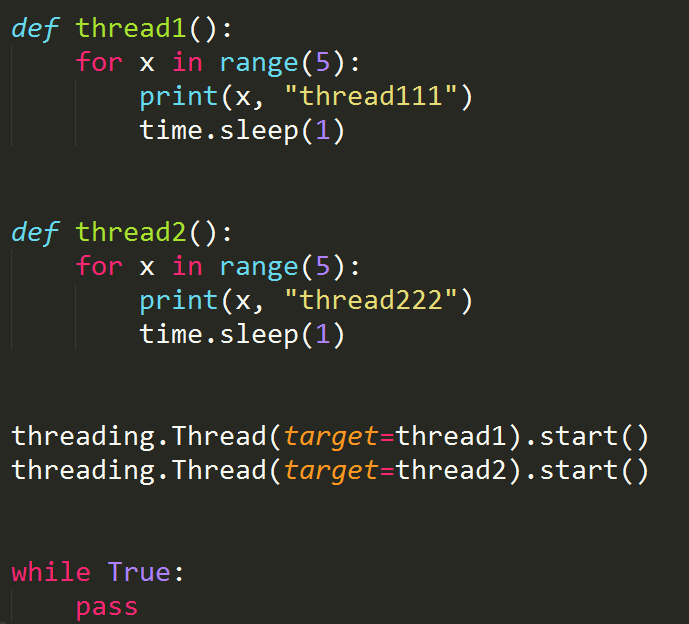 def thread1():
    for x in range(5):
        print(x, "thread111")
        time.sleep(1)
def thread2():
    for x in range(5):
        print(x, "thread222")
        time.sleep(1)
threading.Thread(target=thread1).start()
threading.Thread(target=thread2).start()
while True:
    pass